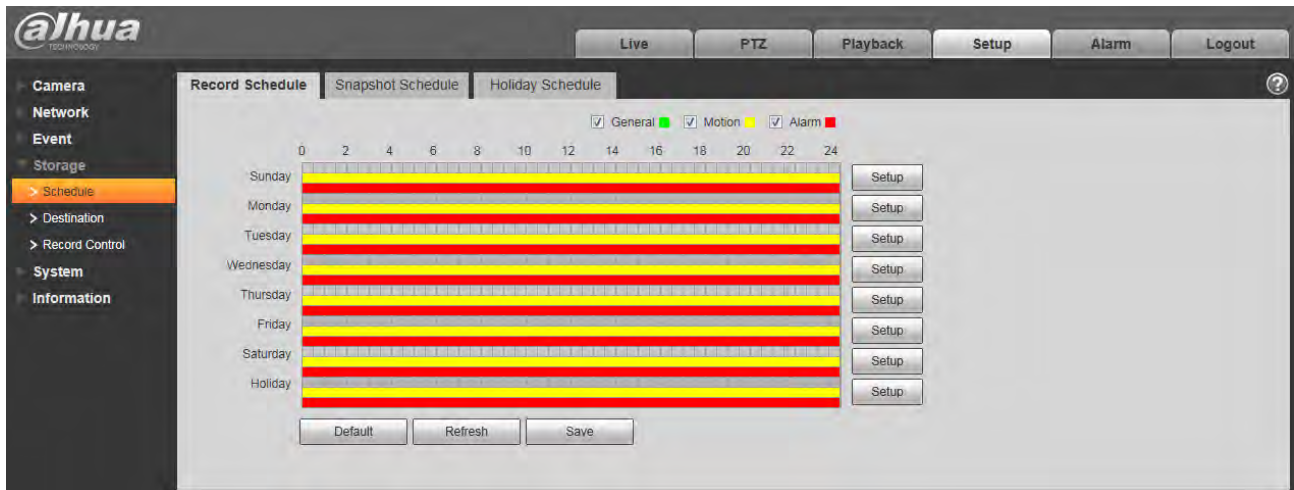 alhua
TECHNOLOGY
Live PTZ Playback Setup Alarm Logout
Camera
Network
Event
Storage
> Schedule
> Destination
> Record Control
System
Information
Record Schedule Snapshot Schedule Holiday Schedule ?
General Motion Alarm
0 2 4 6 8 10 12 14 16 18 20 22 24
Sunday Setup
Monday Setup
Tuesday Setup
Wednesday Setup
Thursday Setup
Friday Setup
Saturday Setup
Holiday Setup
Default Refresh Save